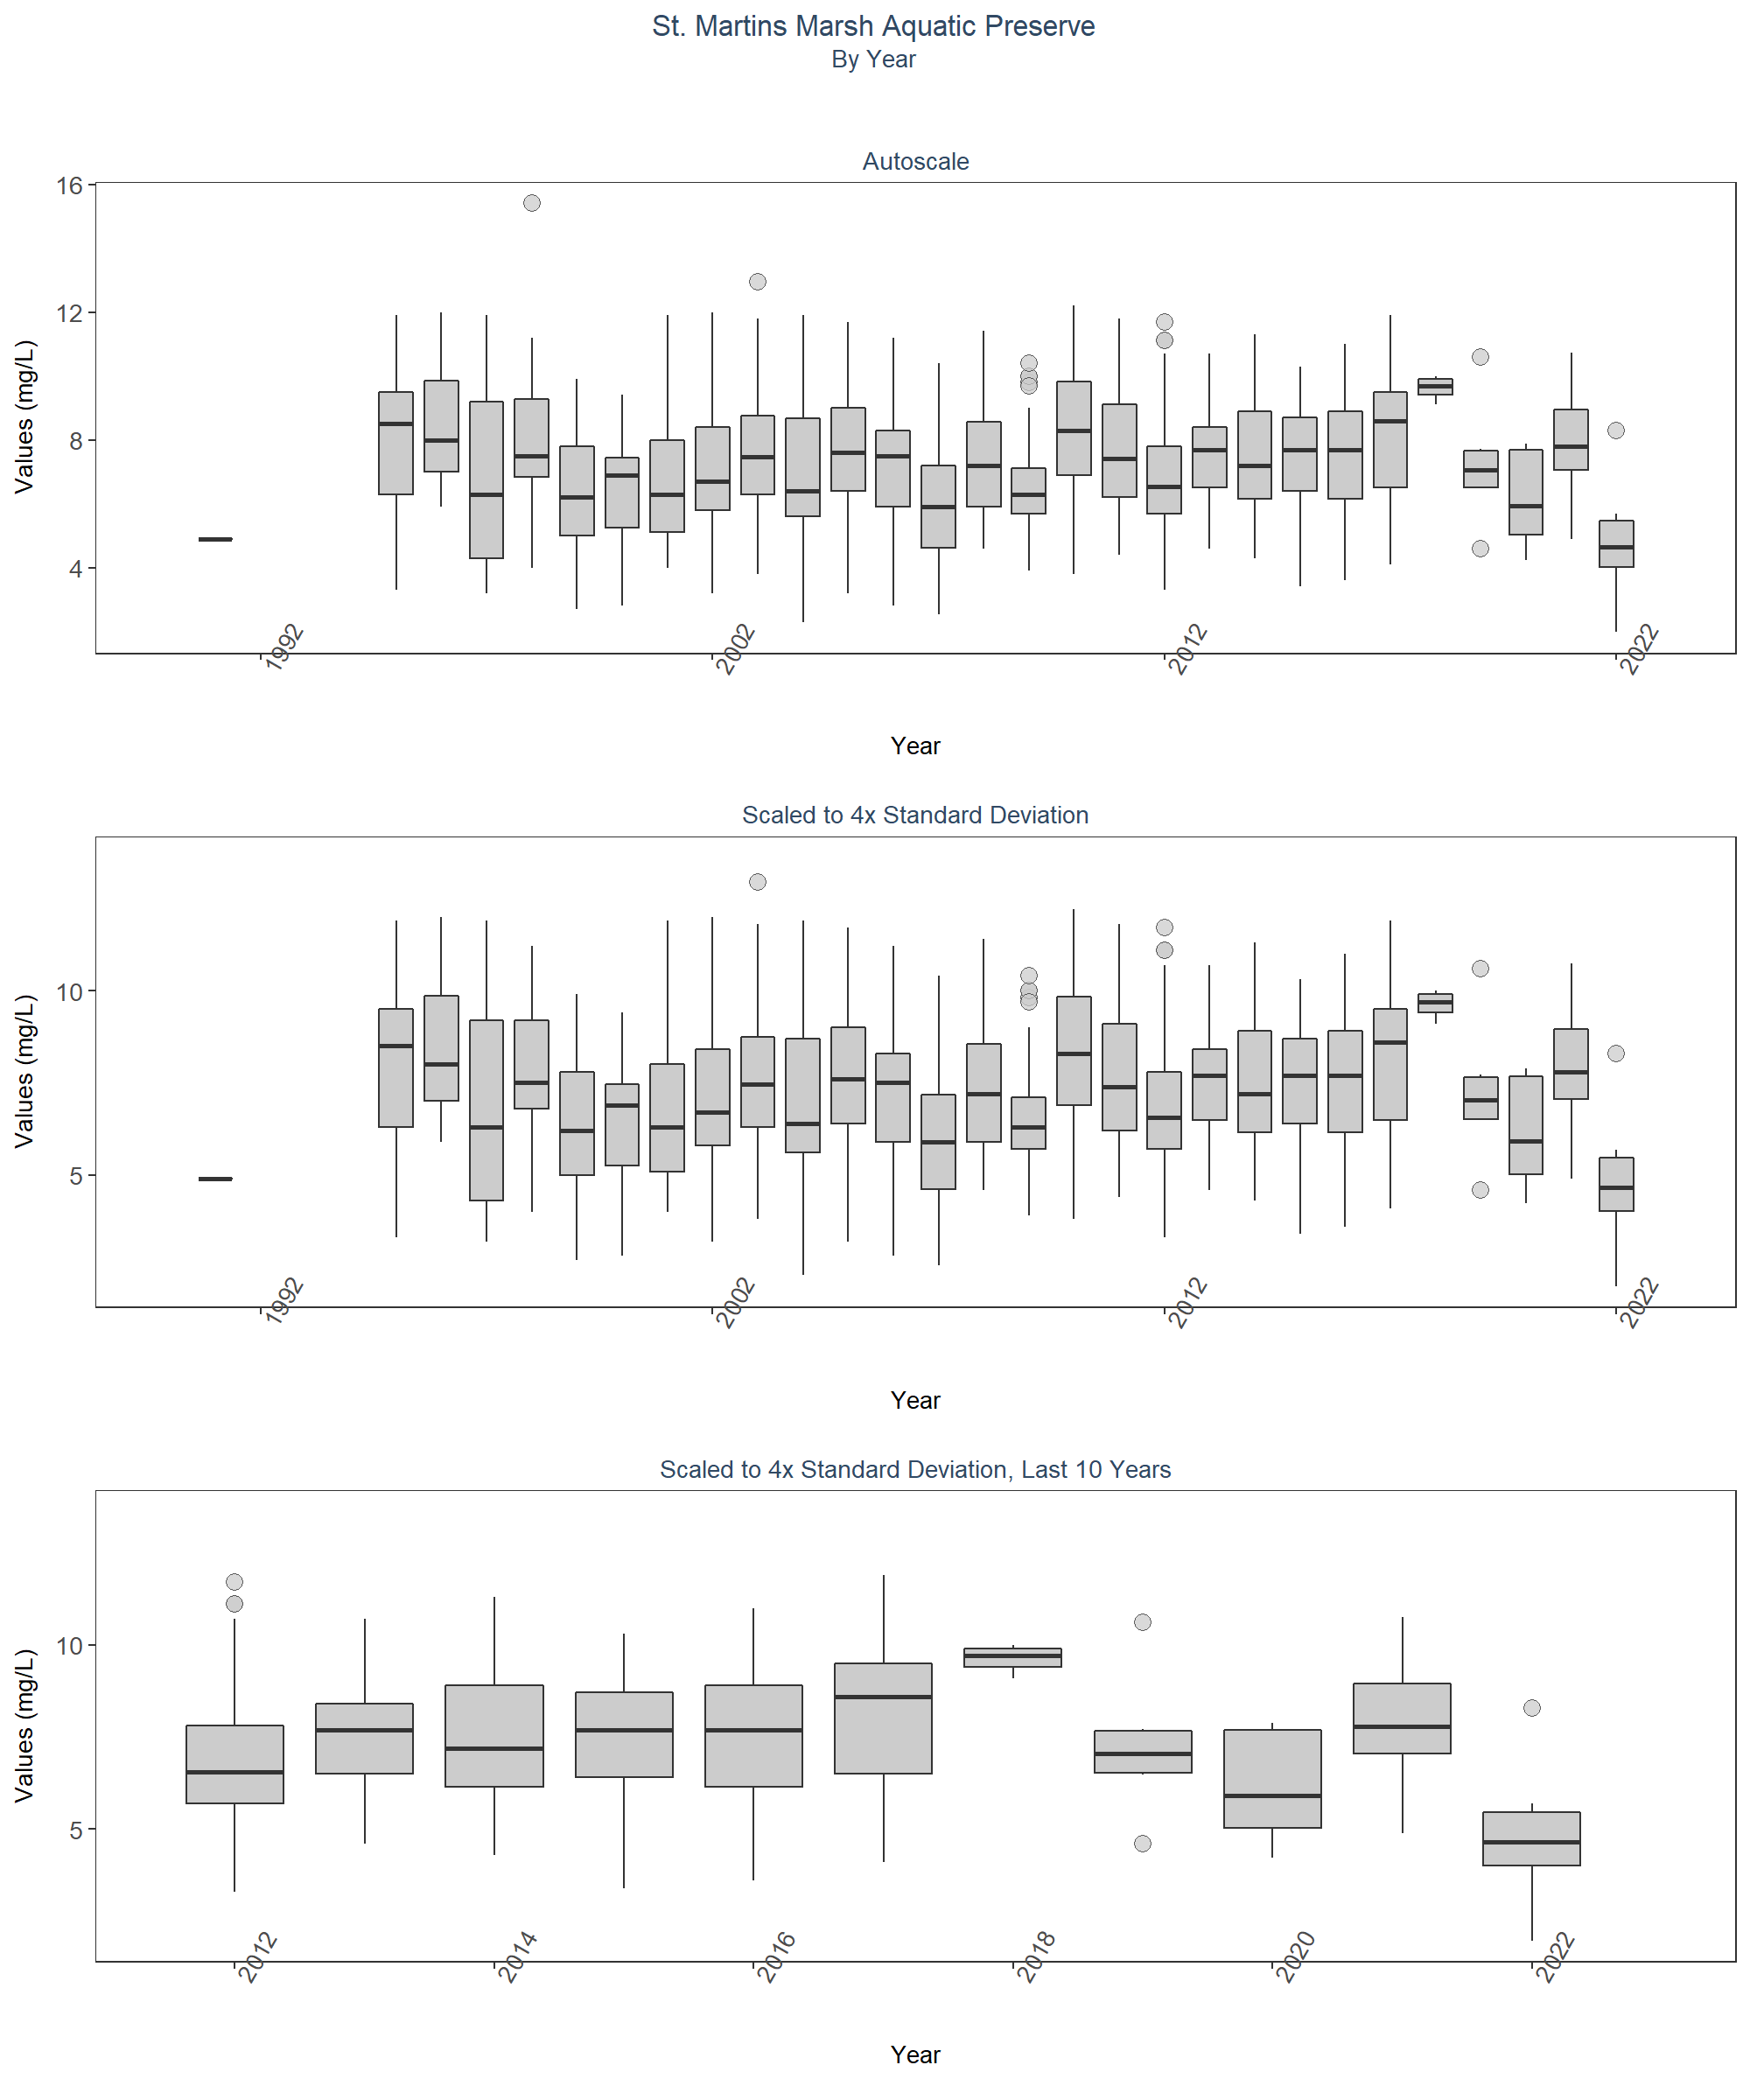 St. Martins Marsh Aquatic Preserve
By Year
Autoscale
Values (mg/L)
16
12
8
4
1992
2002
2012
2022
Year
Scaled to 4x Standard Deviation
Values (mg/L)
10
5
1992
2002
2012
2022
Year
Scaled to 4x Standard Deviation, Last 10 Years
Values (mg/L)
10
5
2012
2014
2016
2018
2020
2022
Year